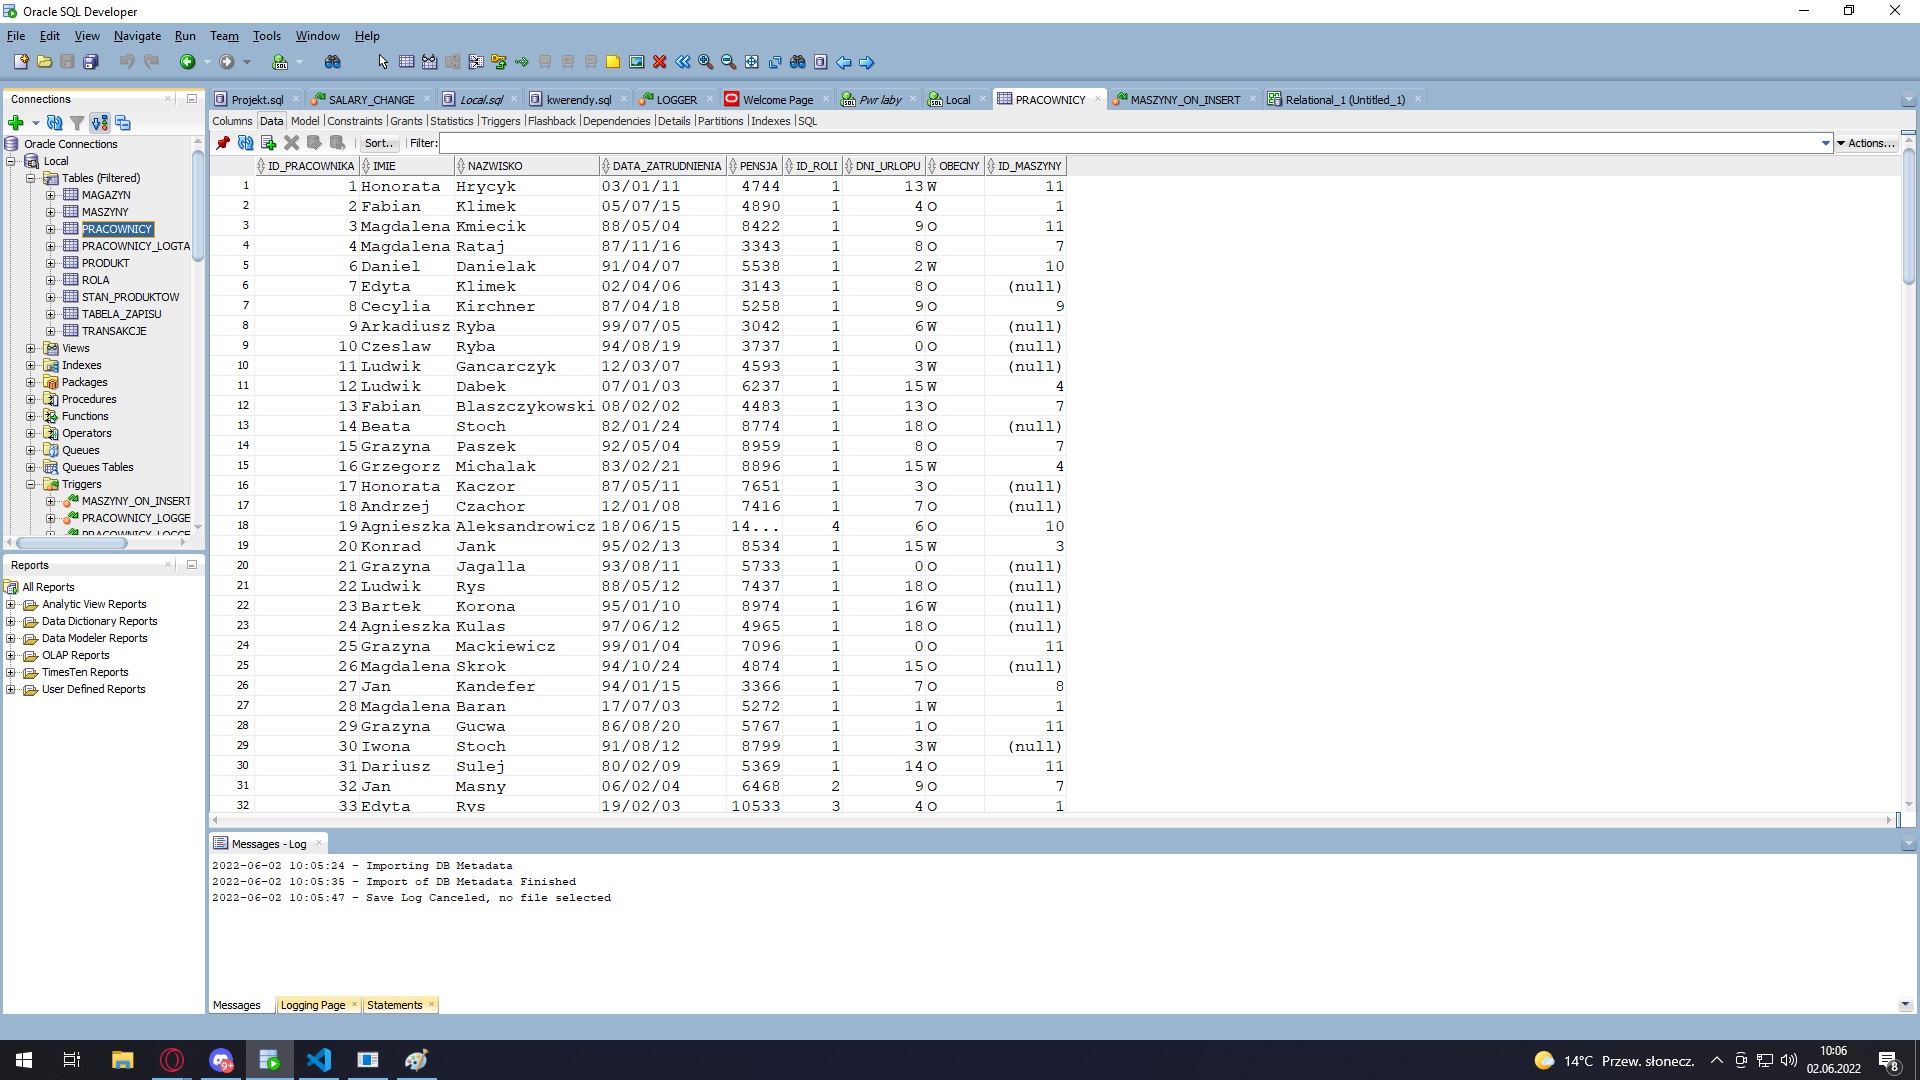 Oracle SQL Developer
File Edit View Navigate Run Team Tools Window Help
Connections
Oracle Connections
Local
Tables (Filtered)
MAGAZYN
MASZYNY
PRACOWNICY
PRACOWNICY_LOGTA
PRODUKT
ROLA
STAN_PRODUKTOW
TABELA_ZAPISU
TRANSAKCJE
Views
Indexes
Packages
Procedures
Functions
Operators
Queues
Queues Tables
Triggers
MASZYNY_ON_INSERT
PRACOWNICY_LOGGE
PRACOWNICY_LOGGE
Reports
All Reports
Analytic View Reports
Data Dictionary Reports
Data Modeler Reports
OLAP Reports
TimesTen Reports
User Defined Reports
Projekt.sql SALARY_CHANGE Local.sql kwerendy.sql LOGGER Welcome Page Pwr laby Local PRACOWNICY MASZYNY_ON_INSERT Relational_1 (Untitled_1)
Columns Data Model Constraints Grants Statistics Triggers Flashback Dependencies Details Partitions Indexes SQL
Sort.. Filter: Actions...
ID_PRACOWNIKA IMIE NAZWISKO DATA_ZATRUDNIENIA PENSJA ID_ROLI DNI_URLOPU OBECNY ID_MASZYNY
1 1 Honorata Hrycyk 03/01/11 4744 1 13 W 11
2 2 Fabian Klimek 05/07/15 4890 1 4 O 1
3 3 Magdalena Kmiecik 88/05/04 8422 1 9 O 11
4 4 Magdalena Rataj 87/11/16 3343 1 8 O 7
5 6 Daniel Danielak 91/04/07 5538 1 2 W 10
6 7 Edyta Klimek 02/04/06 3143 1 8 O (null)
7 8 Cecylia Kirchner 87/04/18 5258 1 9 O 9
8 9 Arkadiusz Ryba 99/07/05 3042 1 6 W (null)
9 10 Czeslaw Ryba 94/08/19 3737 1 0 O (null)
10 11 Ludwik Gancarczyk 12/03/07 4593 1 3 W (null)
11 12 Ludwik Dabek 07/01/03 6237 1 15 W 4
12 13 Fabian Blaszczykowski 08/02/02 4483 1 13 O 7
13 14 Beata Stoch 82/01/24 8774 1 18 O (null)
14 15 Grazyna Paszek 92/05/04 8959 1 8 O 7
15 16 Grzegorz Michalak 83/02/21 8896 1 15 W 4
16 17 Honorata Kaczor 87/05/11 7651 1 3 O (null)
17 18 Andrzej Czachor 12/01/08 7416 1 7 O (null)
18 19 Agnieszka Aleksandrowicz 18/06/15 14... 4 6 O 10
19 20 Konrad Jank 95/02/13 8534 1 15 W 3
20 21 Grazyna Jagalla 93/08/11 5733 1 0 O (null)
21 22 Ludwik Rys 88/05/12 7437 1 18 O (null)
22 23 Bartek Korona 95/01/10 8974 1 16 W (null)
23 24 Agnieszka Kulas 97/06/12 4965 1 18 O (null)
24 25 Grazyna Mackiewicz 99/01/04 7096 1 0 O 11
25 26 Magdalena Skrok 94/10/24 4874 1 15 O (null)
26 27 Jan Kandefer 94/01/15 3366 1 7 O 8
27 28 Magdalena Baran 17/07/03 5272 1 1 W 1
28 29 Grazyna Gucwa 86/08/20 5767 1 1 O 11
29 30 Iwona Stoch 91/08/12 8799 1 3 W (null)
30 31 Dariusz Sulej 80/02/09 5369 1 14 O 11
31 32 Jan Masny 06/02/04 6468 2 9 O 7
32 33 Edyta Rys 19/02/03 10533 3 4 O 1
Messages - Log
2022-06-02 10:05:24 - Importing DB Metadata
2022-06-02 10:05:35 - Import of DB Metadata Finished
2022-06-02 10:05:47 - Save Log Canceled, no file selected
Messages Logging Page Statements
9+ 14°C Przew. słonecz. 10:06
02.06.2022 8